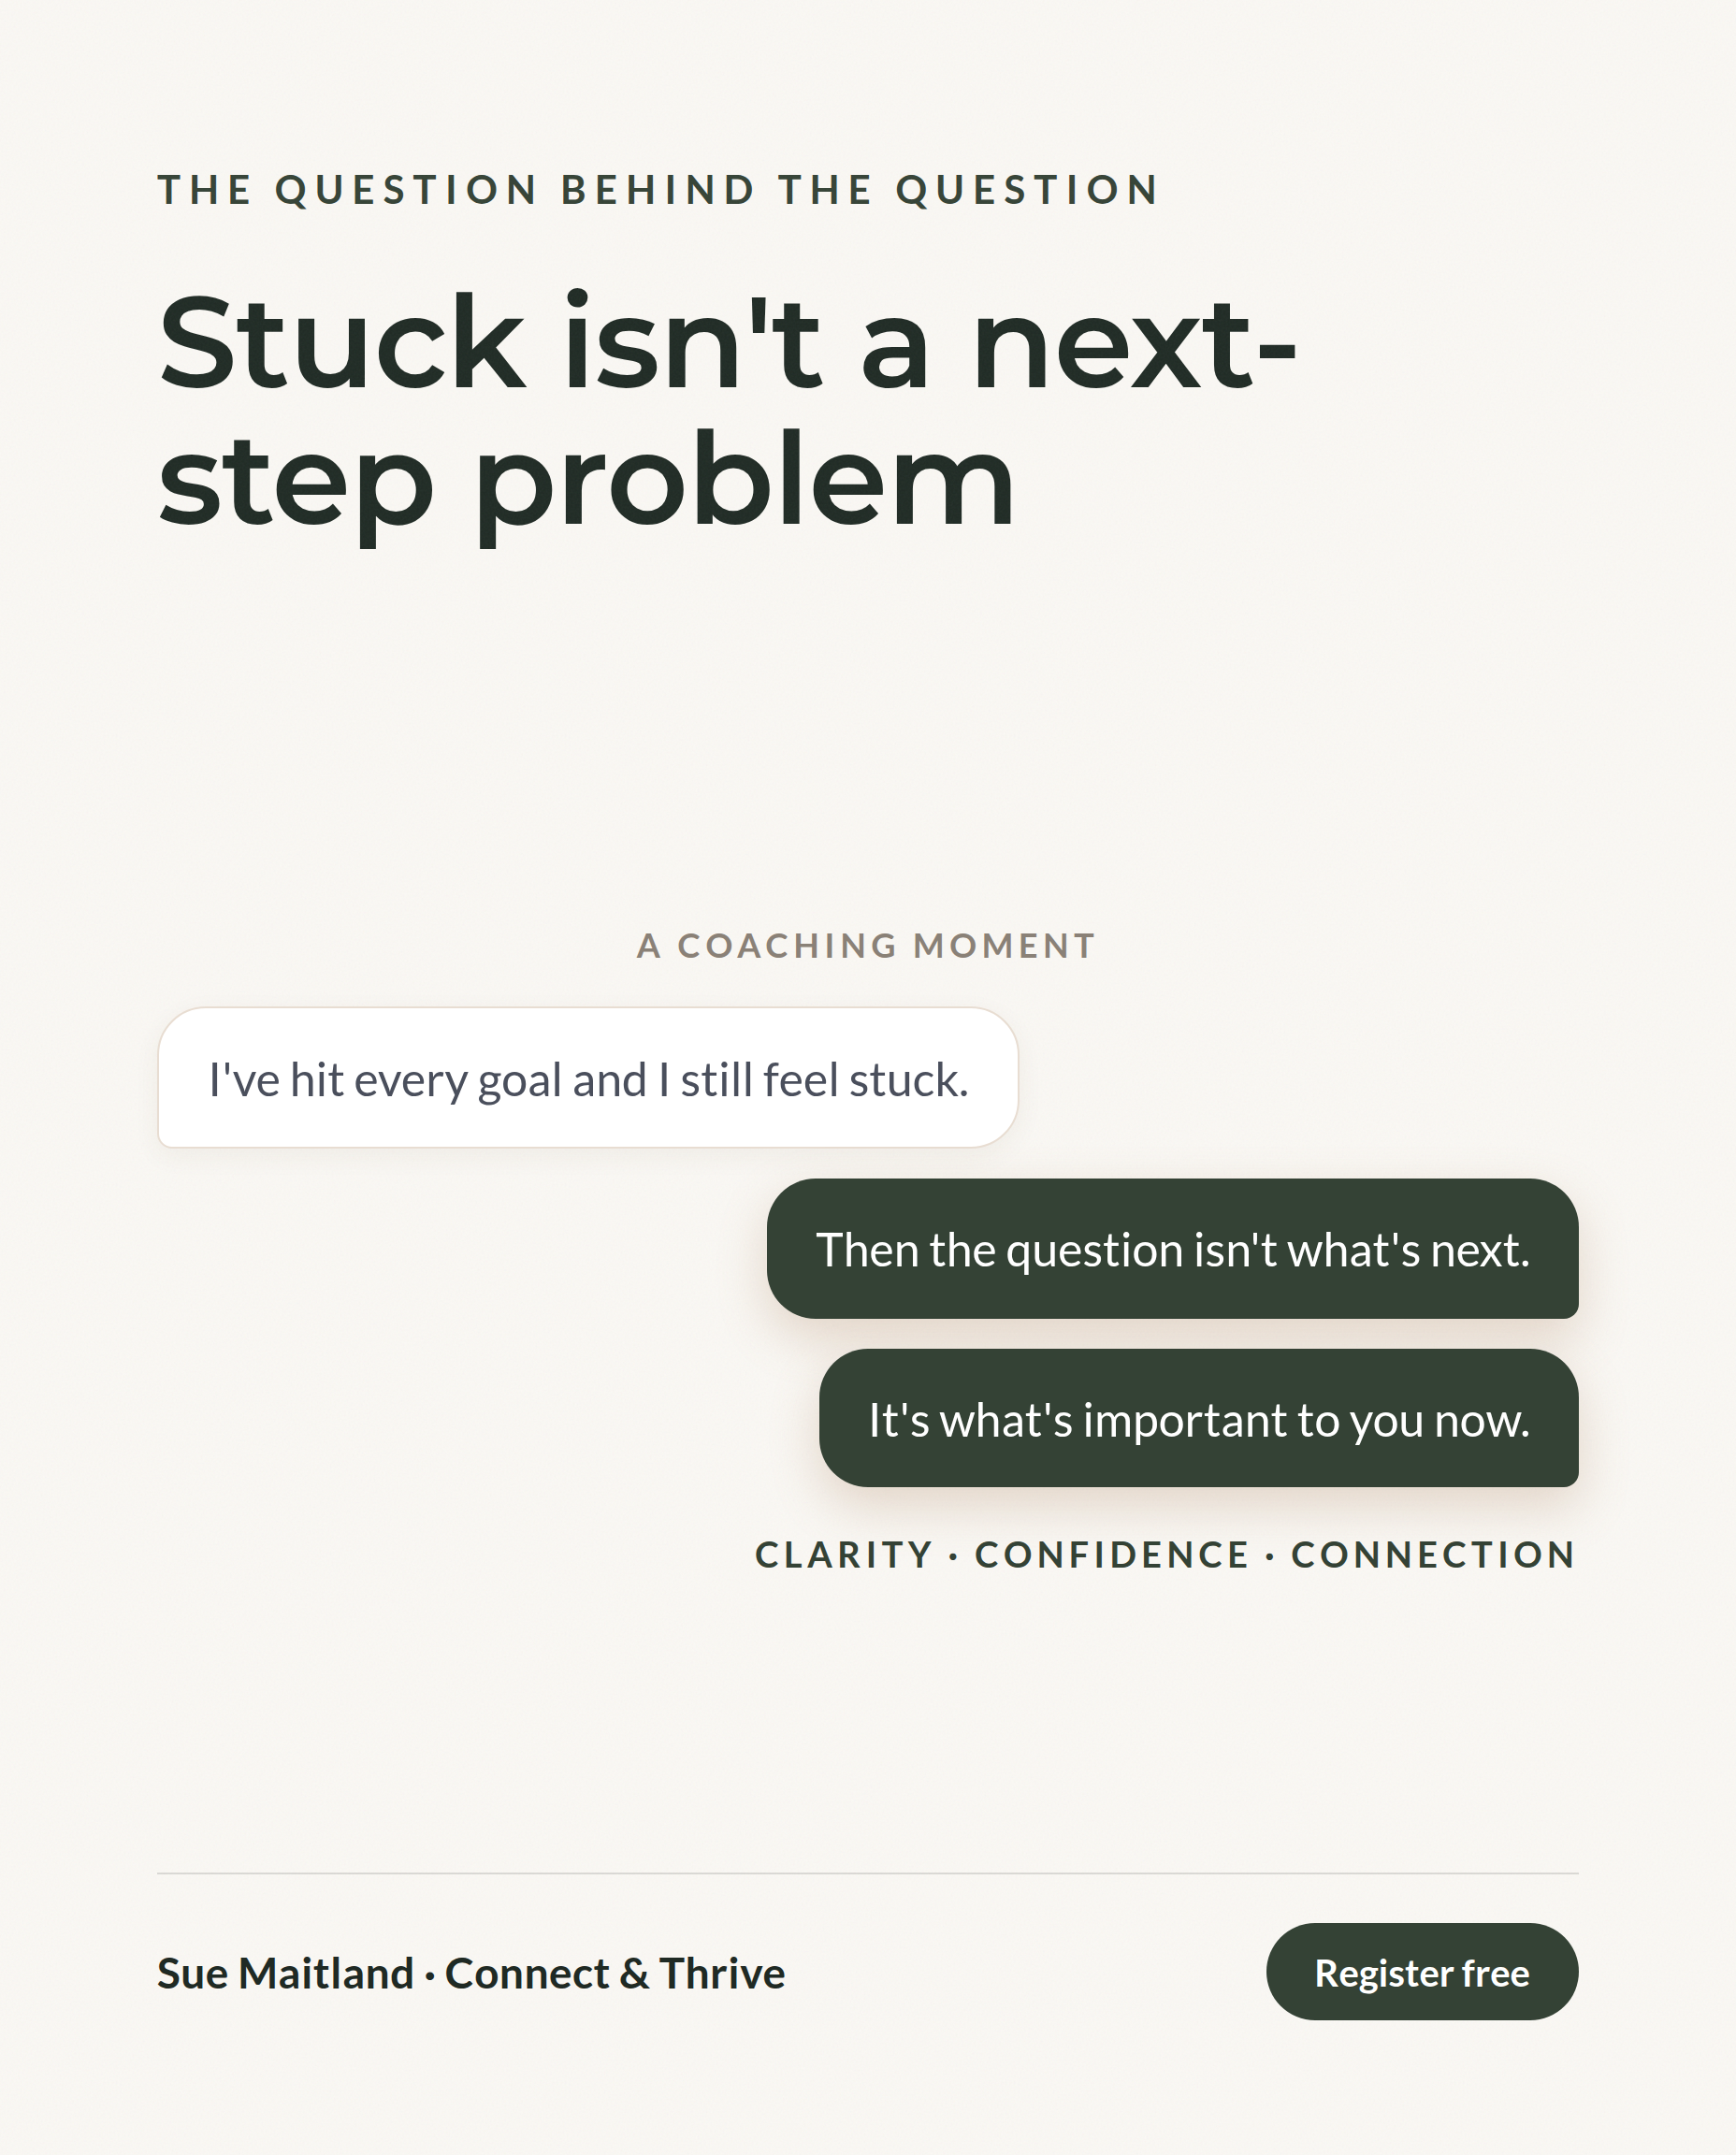 THE QUESTION BEHIND THE QUESTION
Stuck isn't a next-
step problem
A COACHING MOMENT
I've hit every goal and I still feel stuck.
Then the question isn't what's next.
It's what's important to you now.
CLARITY · CONFIDENCE · CONNECTION
Sue Maitland · Connect & Thrive
Register free